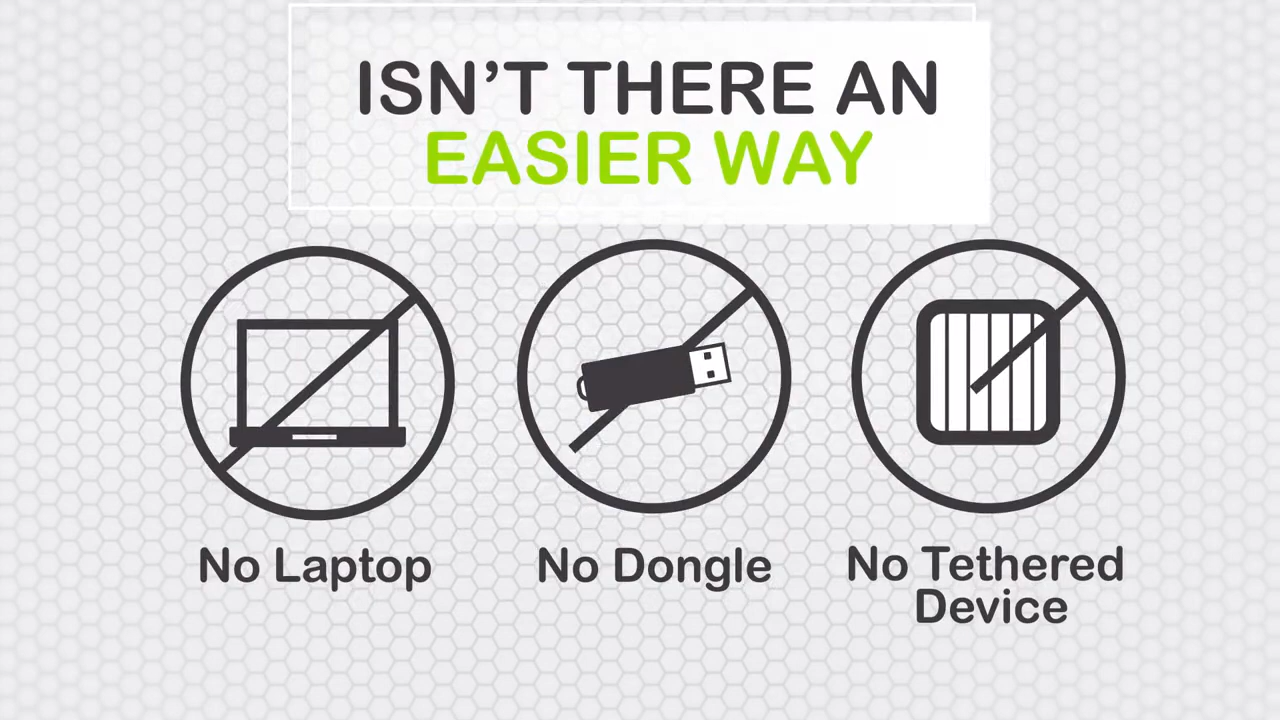 ISN'T THERE AN
EASIER WAY
No Laptop
No Dongle
No Tethered
Device